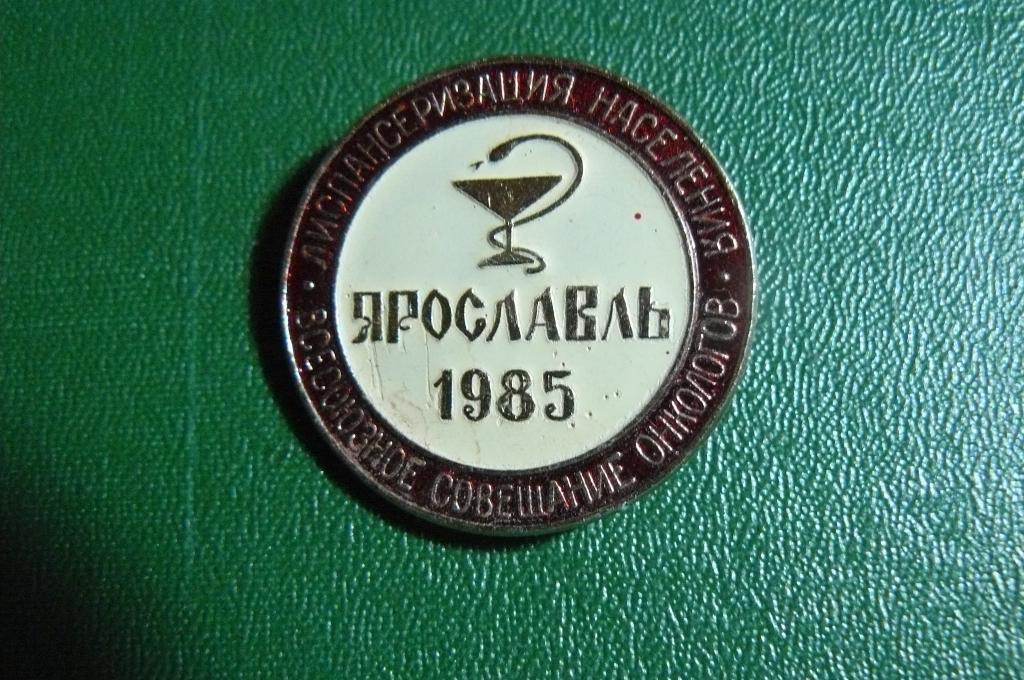 ДИСПАНСЕРИЗАЦИЯ НАСЕЛЕНИЯ
ЯРОСЛАВЛЬ
1985
ВСЕСОЮЗНОЕ СОВЕЩАНИЕ ОНКОЛОГОВ